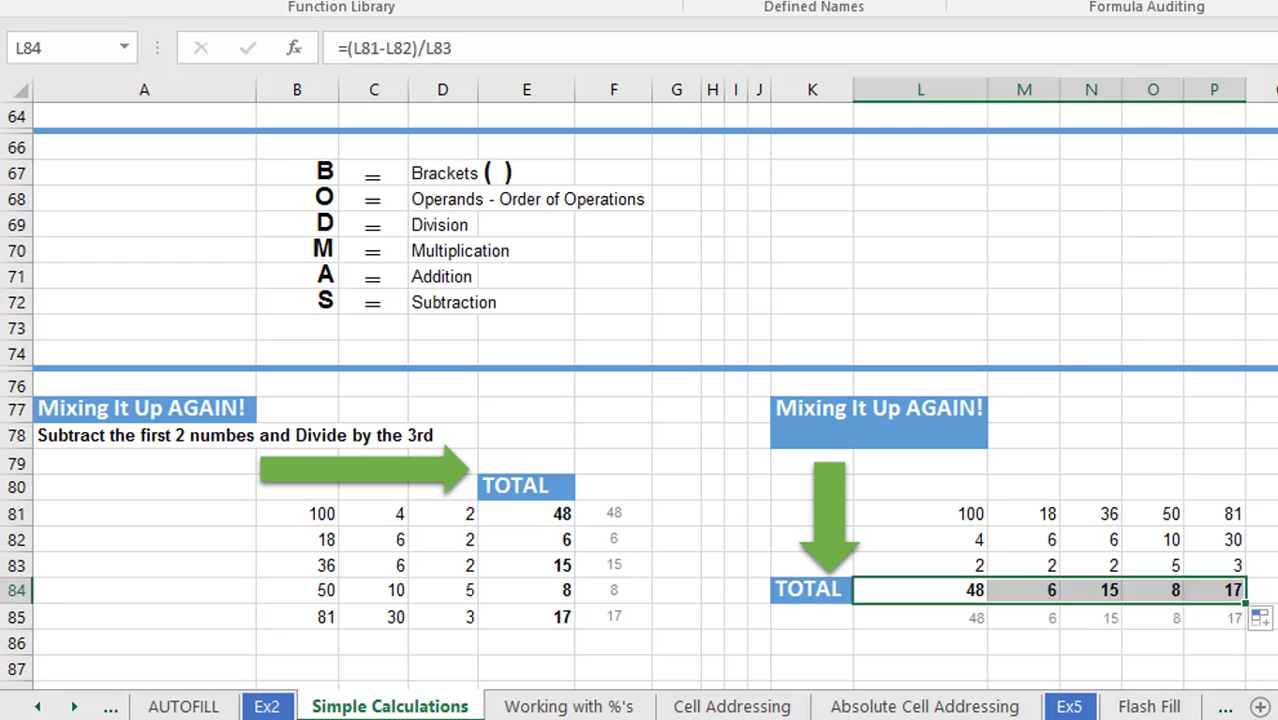 Function Library Defined Names Formula Auditing
L84 fx =(L81-L82)/L83
A B C D E F G H I J K L M N O P
64
66
67 B = Brackets ( )
68 O = Operands - Order of Operations
69 D = Division
70 M = Multiplication
71 A = Addition
72 S = Subtraction
73
74
76
77 Mixing It Up AGAIN! Mixing It Up AGAIN!
78 Subtract the first 2 numbes and Divide by the 3rd
79
80 TOTAL
81 100 4 2 48 48 100 18 36 50 81
82 18 6 2 6 6 4 6 6 10 30
83 36 6 2 15 15 2 2 2 5 3
84 50 10 5 8 8 TOTAL 48 6 15 8 17
85 81 30 3 17 17 48 6 15 8 17
86
87
... AUTOFILL Ex2 Simple Calculations Working with %'s Cell Addressing Absolute Cell Addressing Ex5 Flash Fill ...